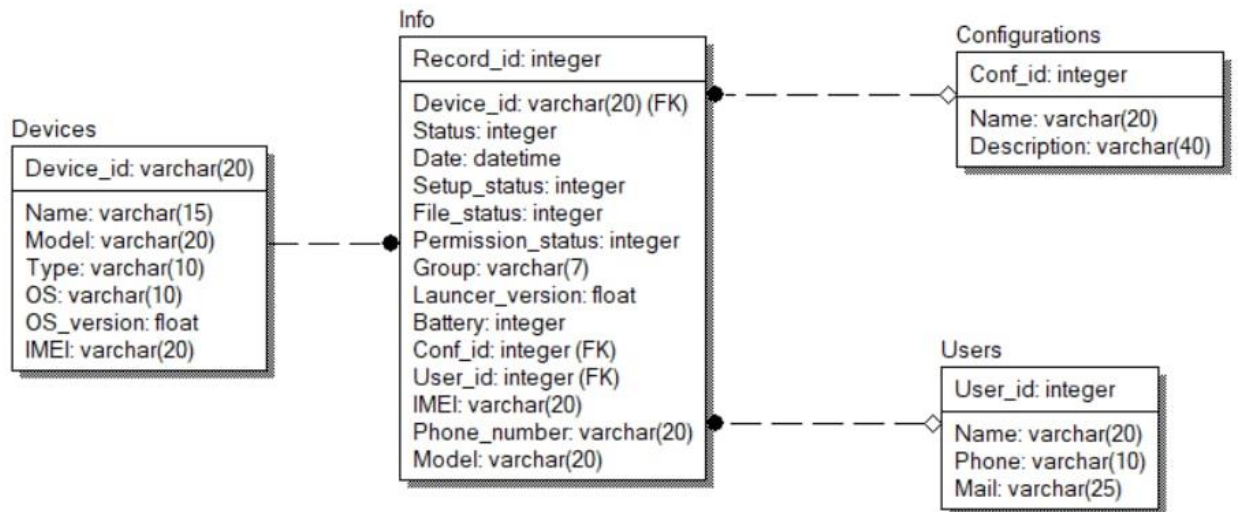 Devices
Device_id: varchar(20)
Name: varchar(15)
Model: varchar(20)
Type: varchar(10)
OS: varchar(10)
OS_version: float
IMEI: varchar(20)
Info
Record_id: integer
Device_id: varchar(20) (FK)
Status: integer
Date: datetime
Setup_status: integer
File_status: integer
Permission_status: integer
Group: varchar(7)
Launcer_version: float
Battery: integer
Conf_id: integer (FK)
User_id: integer (FK)
IMEI: varchar(20)
Phone_number: varchar(20)
Model: varchar(20)
Configurations
Conf_id: integer
Name: varchar(20)
Description: varchar(40)
Users
User_id: integer
Name: varchar(20)
Phone: varchar(10)
Mail: varchar(25)